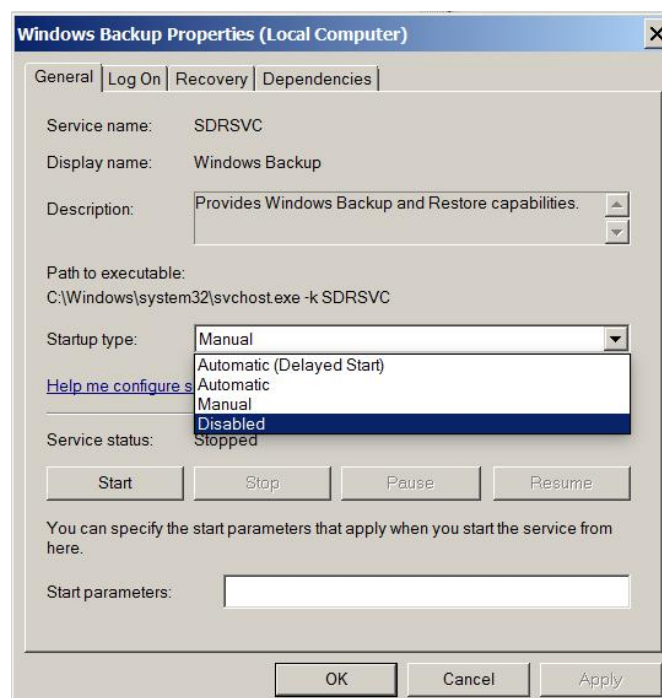 Windows Backup Properties (Local Computer)
General Log On Recovery Dependencies
Service name: SDRSVC
Display name: Windows Backup
Description: Provides Windows Backup and Restore capabilities.
Path to executable:
C:\Windows\system32\svchost.exe -k SDRSVC
Startup type: Manual
Automatic (Delayed Start)
Automatic
Help me configure s
Manual
Disabled
Service status: Stopped
Start Stop Pause Resume
You can specify the start parameters that apply when you start the service from
here.
Start parameters:
OK Cancel Apply